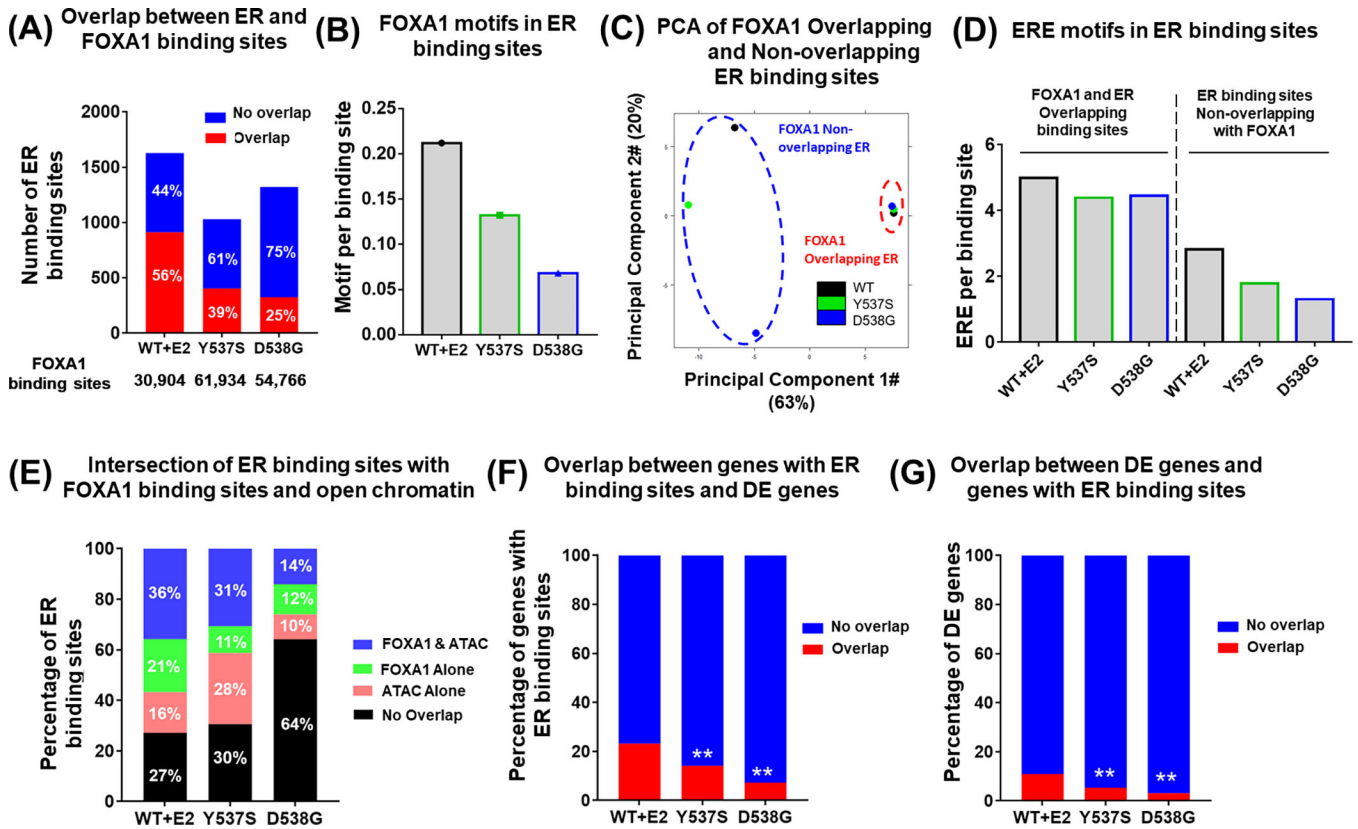 (A) Overlap between ER and
FOXA1 binding sites
Number of ER
binding sites
2000
1500
1000
500
0
No overlap
Overlap
44%
56%
61%
39%
75%
25%
WT+E2 Y537S D538G
FOXA1
binding sites 30,904 61,934 54,766
(B) FOXA1 motifs in ER
binding sites
Motif per binding site
0.25
0.20
0.15
0.10
0.05
0.00
WT+E2 Y537S D538G
(C) PCA of FOXA1 Overlapping
and Non-overlapping
ER binding sites
Principal Component 2# (20%)
5
0
-5
FOXA1 Non-
overlapping ER
FOXA1
Overlapping ER
WT
Y537S
D538G
-10 -5 0 5
Principal Component 1#
(63%)
(D) ERE motifs in ER binding sites
FOXA1 and ER
Overlapping
binding sites
ER binding sites
Non-overlapping
with FOXA1
ERE per binding site
6
4
2
0
WT+E2 Y537S D538G WT+E2 Y537S D538G
(E) Intersection of ER binding sites with
FOXA1 binding sites and open chromatin
Percentage of ER
binding sites
100
80
60
40
20
0
36%
21%
16%
27%
31%
11%
28%
30%
14%
12%
10%
64%
FOXA1 & ATAC
FOXA1 Alone
ATAC Alone
No Overlap
WT+E2 Y537S D538G
(F) Overlap between genes with ER
binding sites and DE genes
Percentage of genes with
ER binding sites
100
80
60
40
20
0
** **
No overlap
Overlap
WT+E2 Y537S D538G
(G) Overlap between DE genes and
genes with ER binding sites
Percentage of DE genes
100
80
60
40
20
0
** **
No overlap
Overlap
WT+E2 Y537S D538G